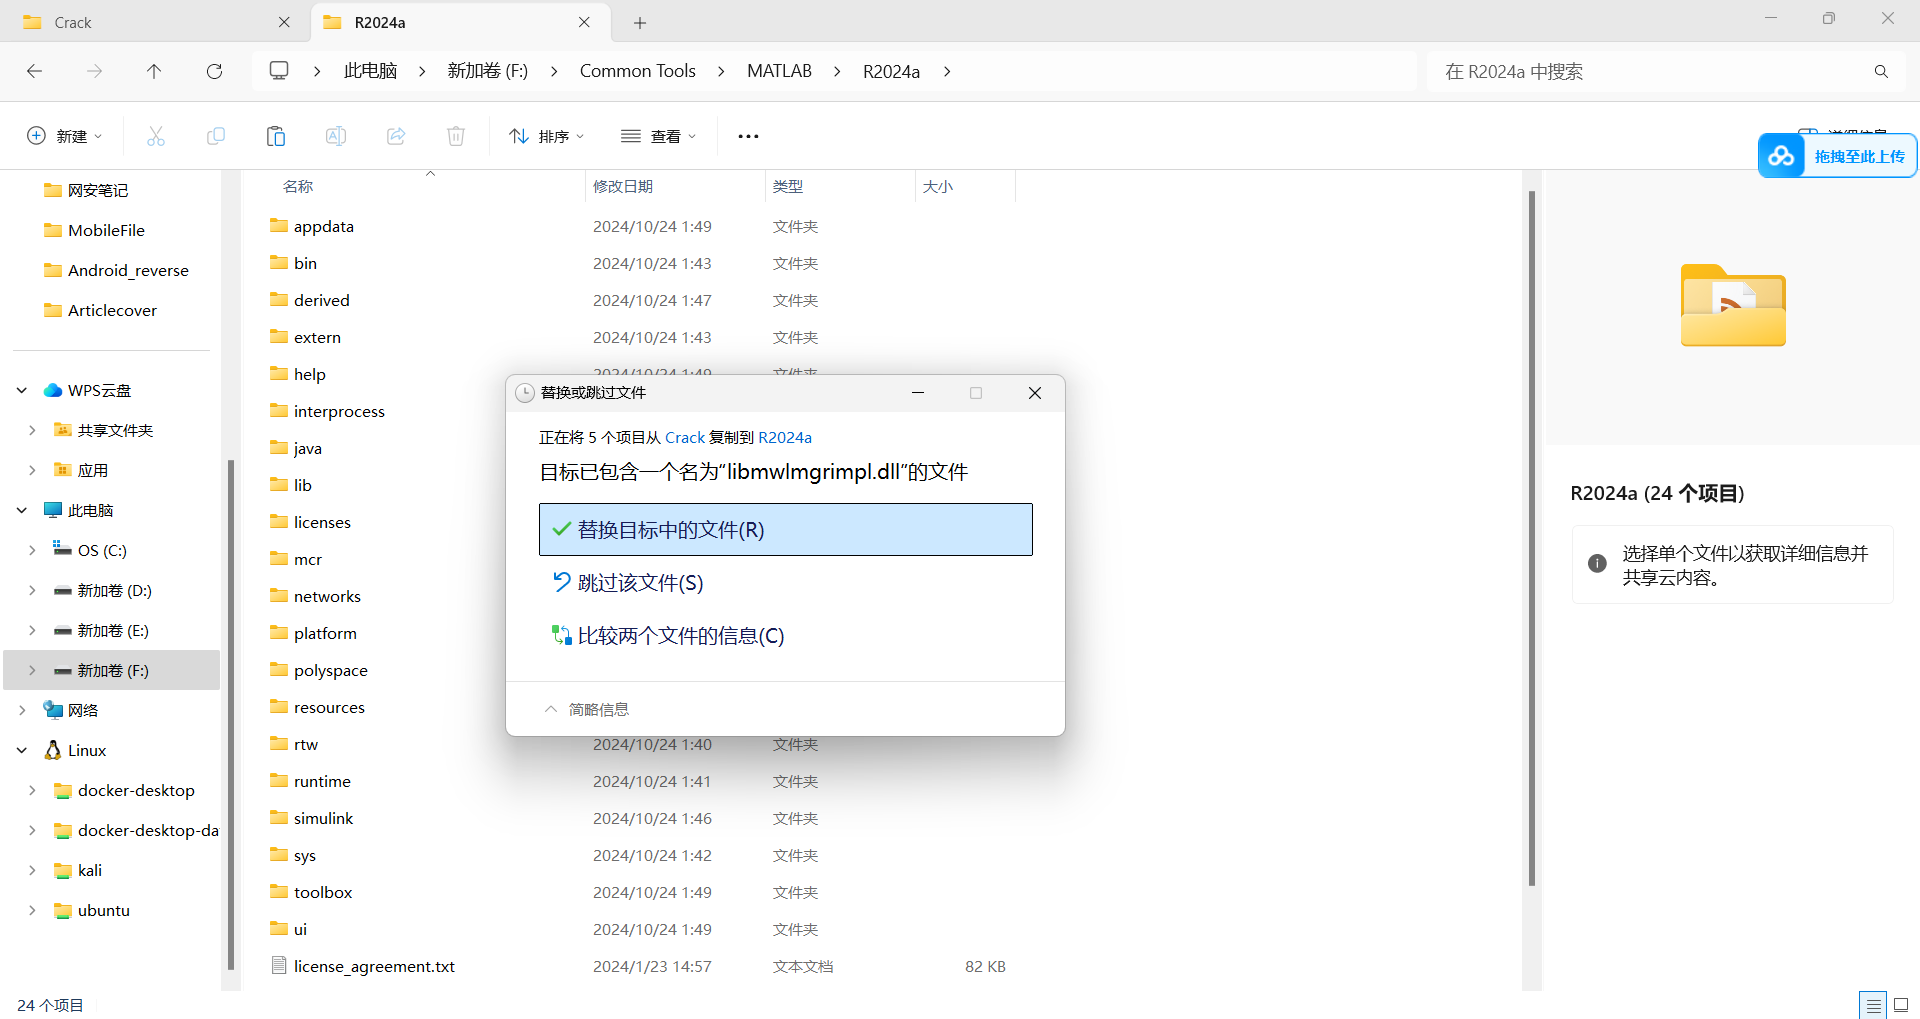 Crack
R2024a
此电脑 新加卷 (F:) Common Tools MATLAB R2024a
在 R2024a 中搜索
新建
排序
查看
拖拽至此上传
网安笔记
MobileFile
Android_reverse
Articlecover
WPS云盘
共享文件夹
应用
此电脑
OS (C:)
新加卷 (D:)
新加卷 (E:)
新加卷 (F:)
网络
Linux
docker-desktop
docker-desktop-da
kali
ubuntu
名称 修改日期 类型 大小
appdata 2024/10/24 1:49 文件夹
bin 2024/10/24 1:43 文件夹
derived 2024/10/24 1:47 文件夹
extern 2024/10/24 1:43 文件夹
help 2024/10/24 1:49 文件夹
interprocess
java
lib
licenses
mcr
networks
platform
polyspace
resources
rtw 2024/10/24 1:40 文件夹
runtime 2024/10/24 1:41 文件夹
simulink 2024/10/24 1:46 文件夹
sys 2024/10/24 1:42 文件夹
toolbox 2024/10/24 1:49 文件夹
ui 2024/10/24 1:49 文件夹
license_agreement.txt 2024/1/23 14:57 文本文档 82 KB
替换或跳过文件
正在将 5 个项目从 Crack 复制到 R2024a
目标已包含一个名为“libmwlmgrimpl.dll”的文件
替换目标中的文件(R)
跳过该文件(S)
比较两个文件的信息(C)
简略信息
R2024a (24 个项目)
选择单个文件以获取详细信息并
共享云内容。
24 个项目